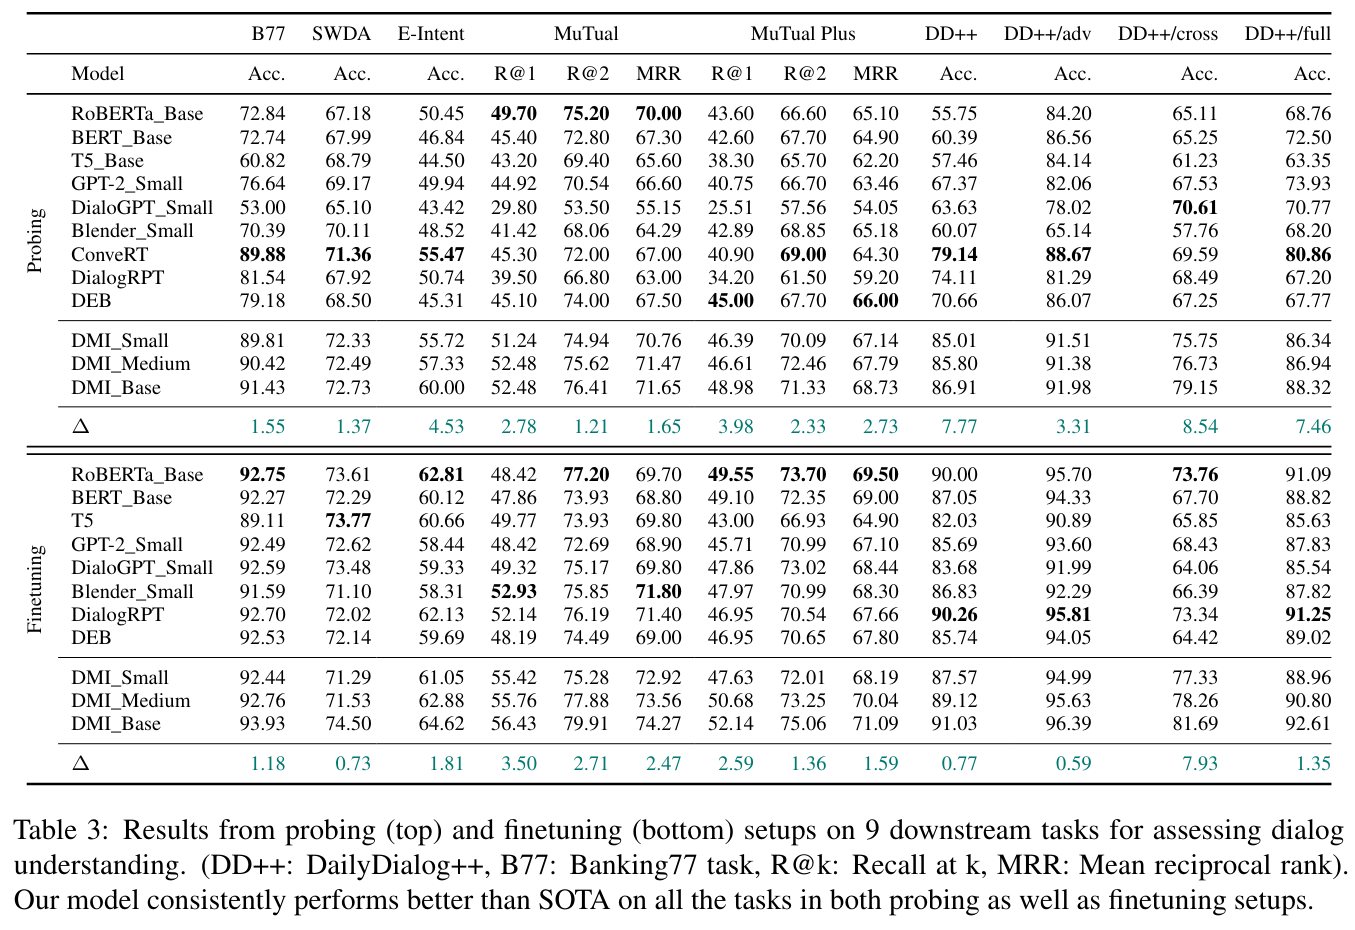 B77 SWDA E-Intent MuTual MuTual Plus DD++ DD++/adv DD++/cross DD++/full
Model Acc. Acc. Acc. R@1 R@2 MRR R@1 R@2 MRR Acc. Acc. Acc. Acc.
Probing
RoBERTa_Base 72.84 67.18 50.45 49.70 75.20 70.00 43.60 66.60 65.10 55.75 84.20 65.11 68.76
BERT_Base 72.74 67.99 46.84 45.40 72.80 67.30 42.60 67.70 64.90 60.39 86.56 65.25 72.50
T5_Base 60.82 68.79 44.50 43.20 69.40 65.60 38.30 65.70 62.20 57.46 84.14 61.23 63.35
GPT-2_Small 76.64 69.17 49.94 44.92 70.54 66.60 40.75 66.70 63.46 67.37 82.06 67.53 73.93
DialoGPT_Small 53.00 65.10 43.42 29.80 53.50 55.15 25.51 57.56 54.05 63.63 78.02 70.61 70.77
Blender_Small 70.39 70.11 48.52 41.42 68.06 64.29 42.89 68.85 65.18 60.07 65.14 57.76 68.20
ConveRT 89.88 71.36 55.47 45.30 72.00 67.00 40.90 69.00 64.30 79.14 88.67 69.59 80.86
DialogRPT 81.54 67.92 50.74 39.50 66.80 63.00 34.20 61.50 59.20 74.11 81.29 68.49 67.20
DEB 79.18 68.50 45.31 45.10 74.00 67.50 45.00 67.70 66.00 70.66 86.07 67.25 67.77
DMI_Small 89.81 72.33 55.72 51.24 74.94 70.76 46.39 70.09 67.14 85.01 91.51 75.75 86.34
DMI_Medium 90.42 72.49 57.33 52.48 75.62 71.47 46.61 72.46 67.79 85.80 91.38 76.73 86.94
DMI_Base 91.43 72.73 60.00 52.48 76.41 71.65 48.98 71.33 68.73 86.91 91.98 79.15 88.32
Δ 1.55 1.37 4.53 2.78 1.21 1.65 3.98 2.33 2.73 7.77 3.31 8.54 7.46
Finetuning
RoBERTa_Base 92.75 73.61 62.81 48.42 77.20 69.70 49.55 73.70 69.50 90.00 95.70 73.76 91.09
BERT_Base 92.27 72.29 60.12 47.86 73.93 68.80 49.10 72.35 69.00 87.05 94.33 67.70 88.82
T5 89.11 73.77 60.66 49.77 73.93 69.80 43.00 66.93 64.90 82.03 90.89 65.85 85.63
GPT-2_Small 92.49 72.62 58.44 48.42 72.69 68.90 45.71 70.99 67.10 85.69 93.60 68.43 87.83
DialoGPT_Small 92.59 73.48 59.33 49.32 75.17 69.80 47.86 73.02 68.44 83.68 91.99 64.06 85.54
Blender_Small 91.59 71.10 58.31 52.93 75.85 71.80 47.97 70.99 68.30 86.83 92.29 66.39 87.82
DialogRPT 92.70 72.02 62.13 52.14 76.19 71.40 46.95 70.54 67.66 90.26 95.81 73.34 91.25
DEB 92.53 72.14 59.69 48.19 74.49 69.00 46.95 70.65 67.80 85.74 94.05 64.42 89.02
DMI_Small 92.44 71.29 61.05 55.42 75.28 72.92 47.63 72.01 68.19 87.57 94.99 77.33 88.96
DMI_Medium 92.76 71.53 62.88 55.76 77.88 73.56 50.68 73.25 70.04 89.12 95.63 78.26 90.80
DMI_Base 93.93 74.50 64.62 56.43 79.91 74.27 52.14 75.06 71.09 91.03 96.39 81.69 92.61
Δ 1.18 0.73 1.81 3.50 2.71 2.47 2.59 1.36 1.59 0.77 0.59 7.93 1.35
Table 3: Results from probing (top) and finetuning (bottom) setups on 9 downstream tasks for assessing dialog
understanding. (DD++: DailyDialog++, B77: Banking77 task, R@k: Recall at k, MRR: Mean reciprocal rank).
Our model consistently performs better than SOTA on all the tasks in both probing as well as finetuning setups.